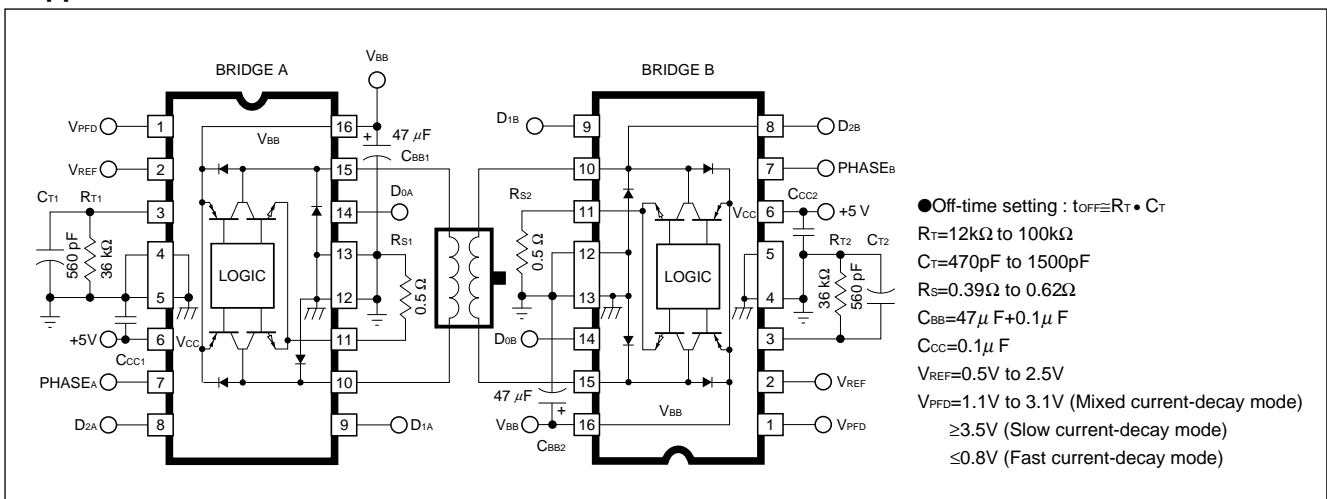 VBB
BRIDGE A
BRIDGE B
VPFD
1
VREF
2
CT1
RT1
3
560 pF
36 kΩ
4
5
+5V
6
VCC
CCC1
PHASEA
7
D2A
8
VBB
LOGIC
16
+
47 μF
CBB1
15
D0A
14
RS1
13
12
0.5 Ω
11
10
9
D1A
D1B
9
10
RS2
11
0.5 Ω
12
13
D0B
14
15
47 μF
+
VBB
16
CBB2
LOGIC
VBB
8
D2B
7
PHASEB
CCC2
VCC
6
+5 V
5
RT2
CT2
4
36 kΩ
560 pF
3
2
VREF
1
VPFD
●Off-time setting : tOFF≅RT • CT
RT=12kΩ to 100kΩ
CT=470pF to 1500pF
RS=0.39Ω to 0.62Ω
CBB=47μ F+0.1μ F
CCC=0.1μ F
VREF=0.5V to 2.5V
VPFD=1.1V to 3.1V (Mixed current-decay mode)
≥3.5V (Slow current-decay mode)
≤0.8V (Fast current-decay mode)